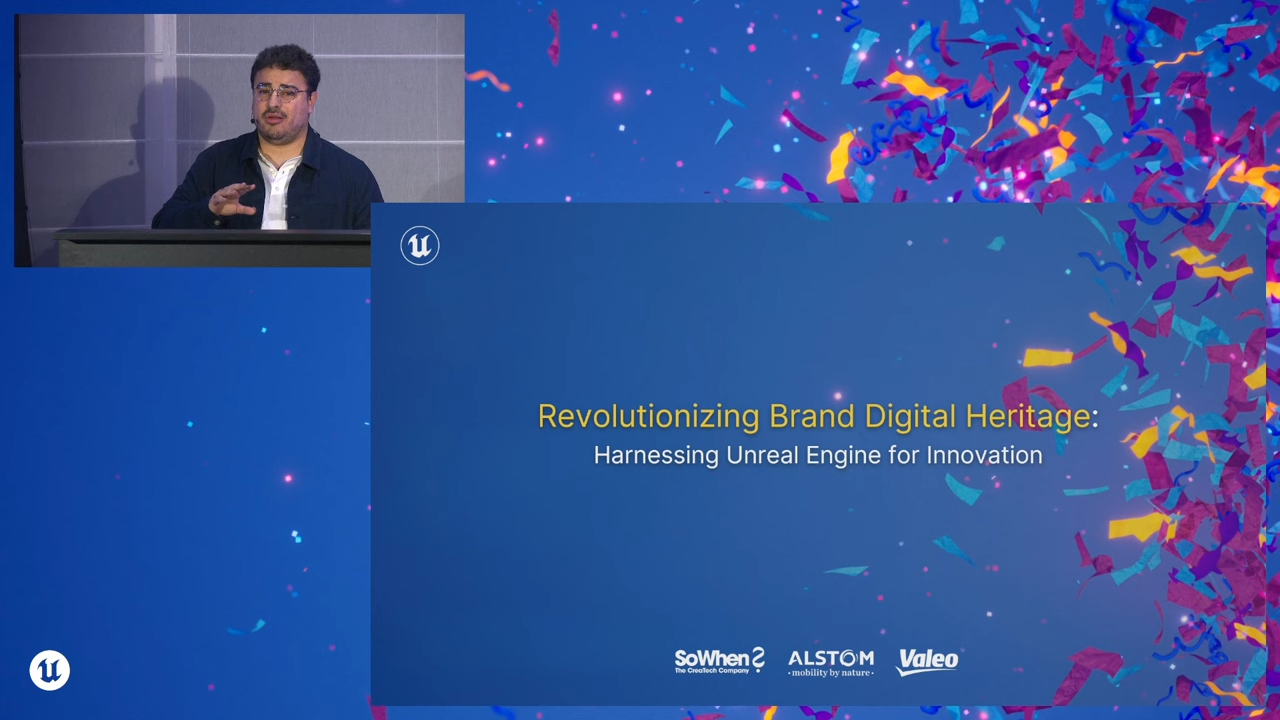 Revolutionizing Brand Digital Heritage:
Harnessing Unreal Engine for Innovation
SoWhen?
The CreaTech Company
ALSTOM
• mobility by nature •
Valeo